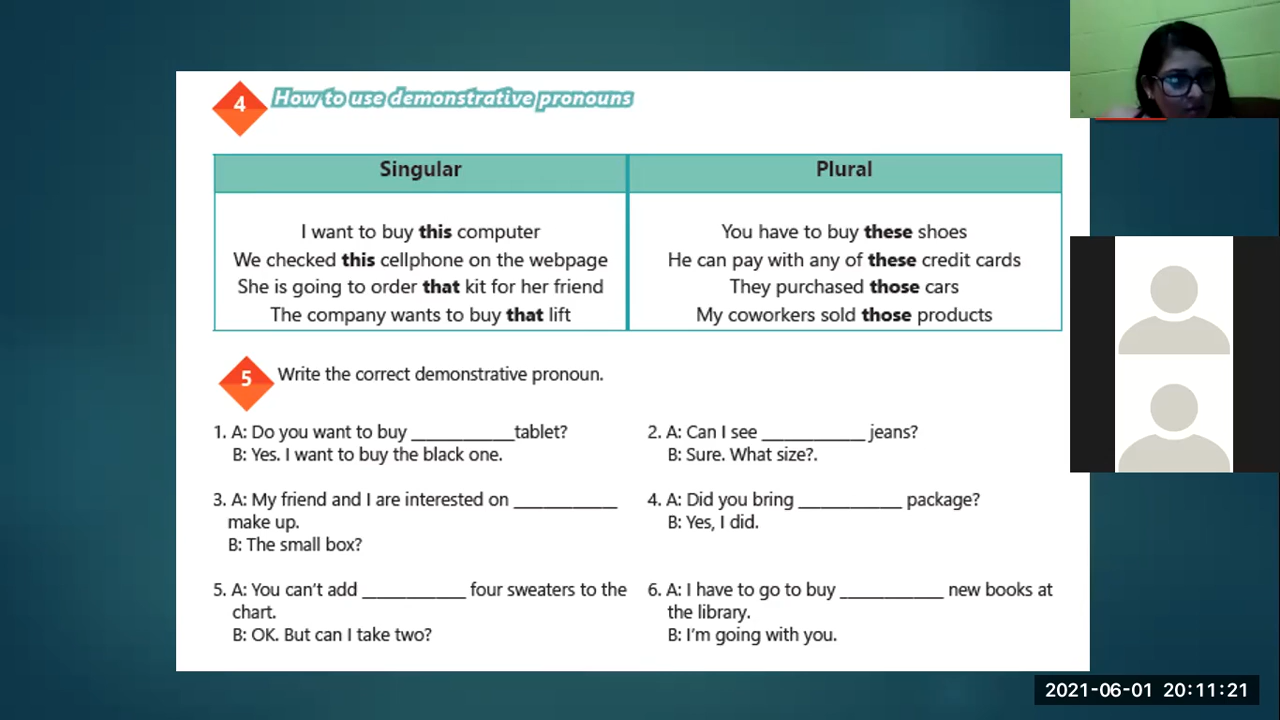 4
How to use demonstrative pronouns
Singular
Plural
I want to buy this computer
We checked this cellphone on the webpage
She is going to order that kit for her friend
The company wants to buy that lift
You have to buy these shoes
He can pay with any of these credit cards
They purchased those cars
My coworkers sold those products
5
Write the correct demonstrative pronoun.
1. A: Do you want to buy ____________tablet?
B: Yes. I want to buy the black one.
2. A: Can I see ____________ jeans?
B: Sure. What size?.
3. A: My friend and I are interested on ____________
make up.
B: The small box?
4. A: Did you bring ____________ package?
B: Yes, I did.
5. A: You can't add ____________ four sweaters to the
chart.
B: OK. But can I take two?
6. A: I have to go to buy ____________ new books at
the library.
B: I'm going with you.
2021-06-01 20:11:21